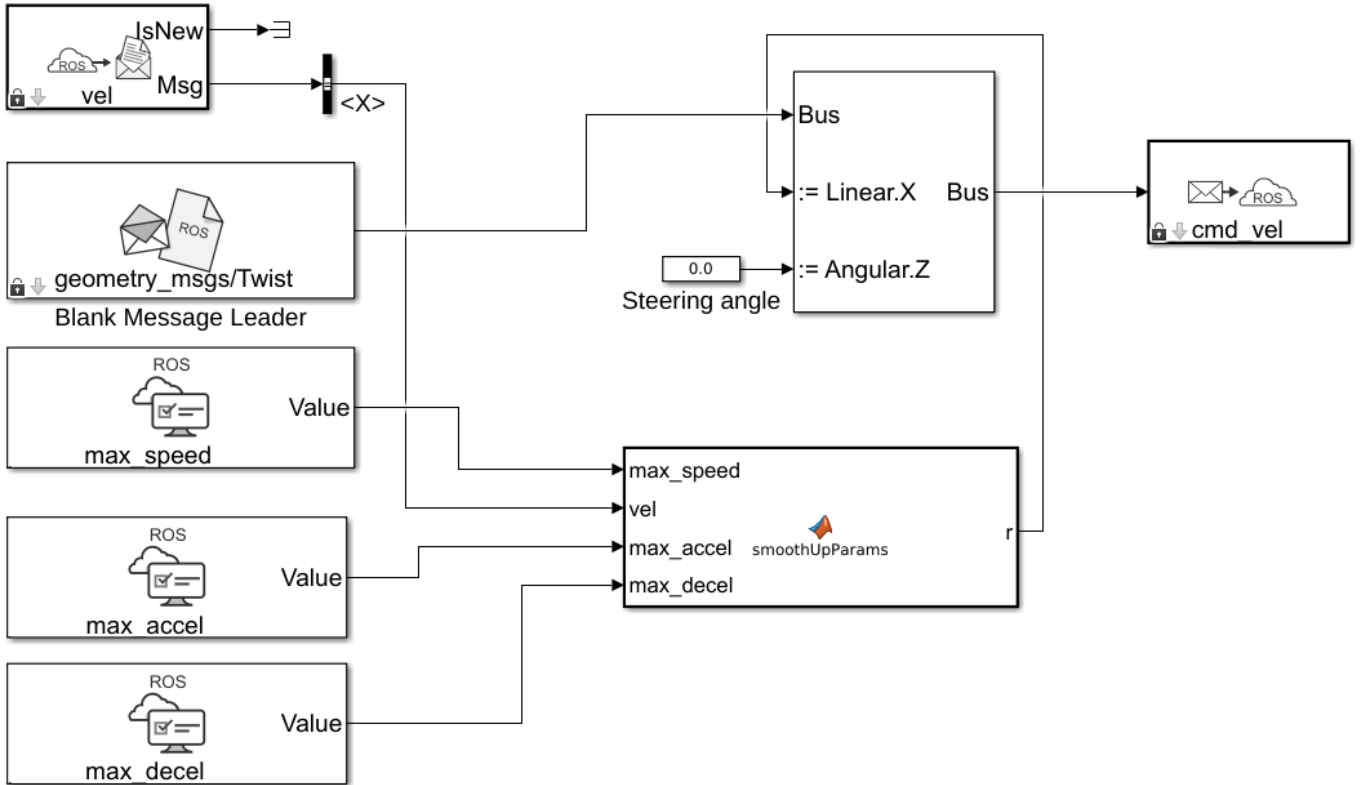 IsNew
ROS
Msg
vel
<X>
ROS
geometry_msgs/Twist
Blank Message Leader
ROS
Value
max_speed
ROS
Value
max_accel
ROS
Value
max_decel
Bus
:= Linear.X
Bus
0.0
:= Angular.Z
Steering angle
ROS
cmd_vel
max_speed
vel
max_accel
max_decel
smoothUpParams
r